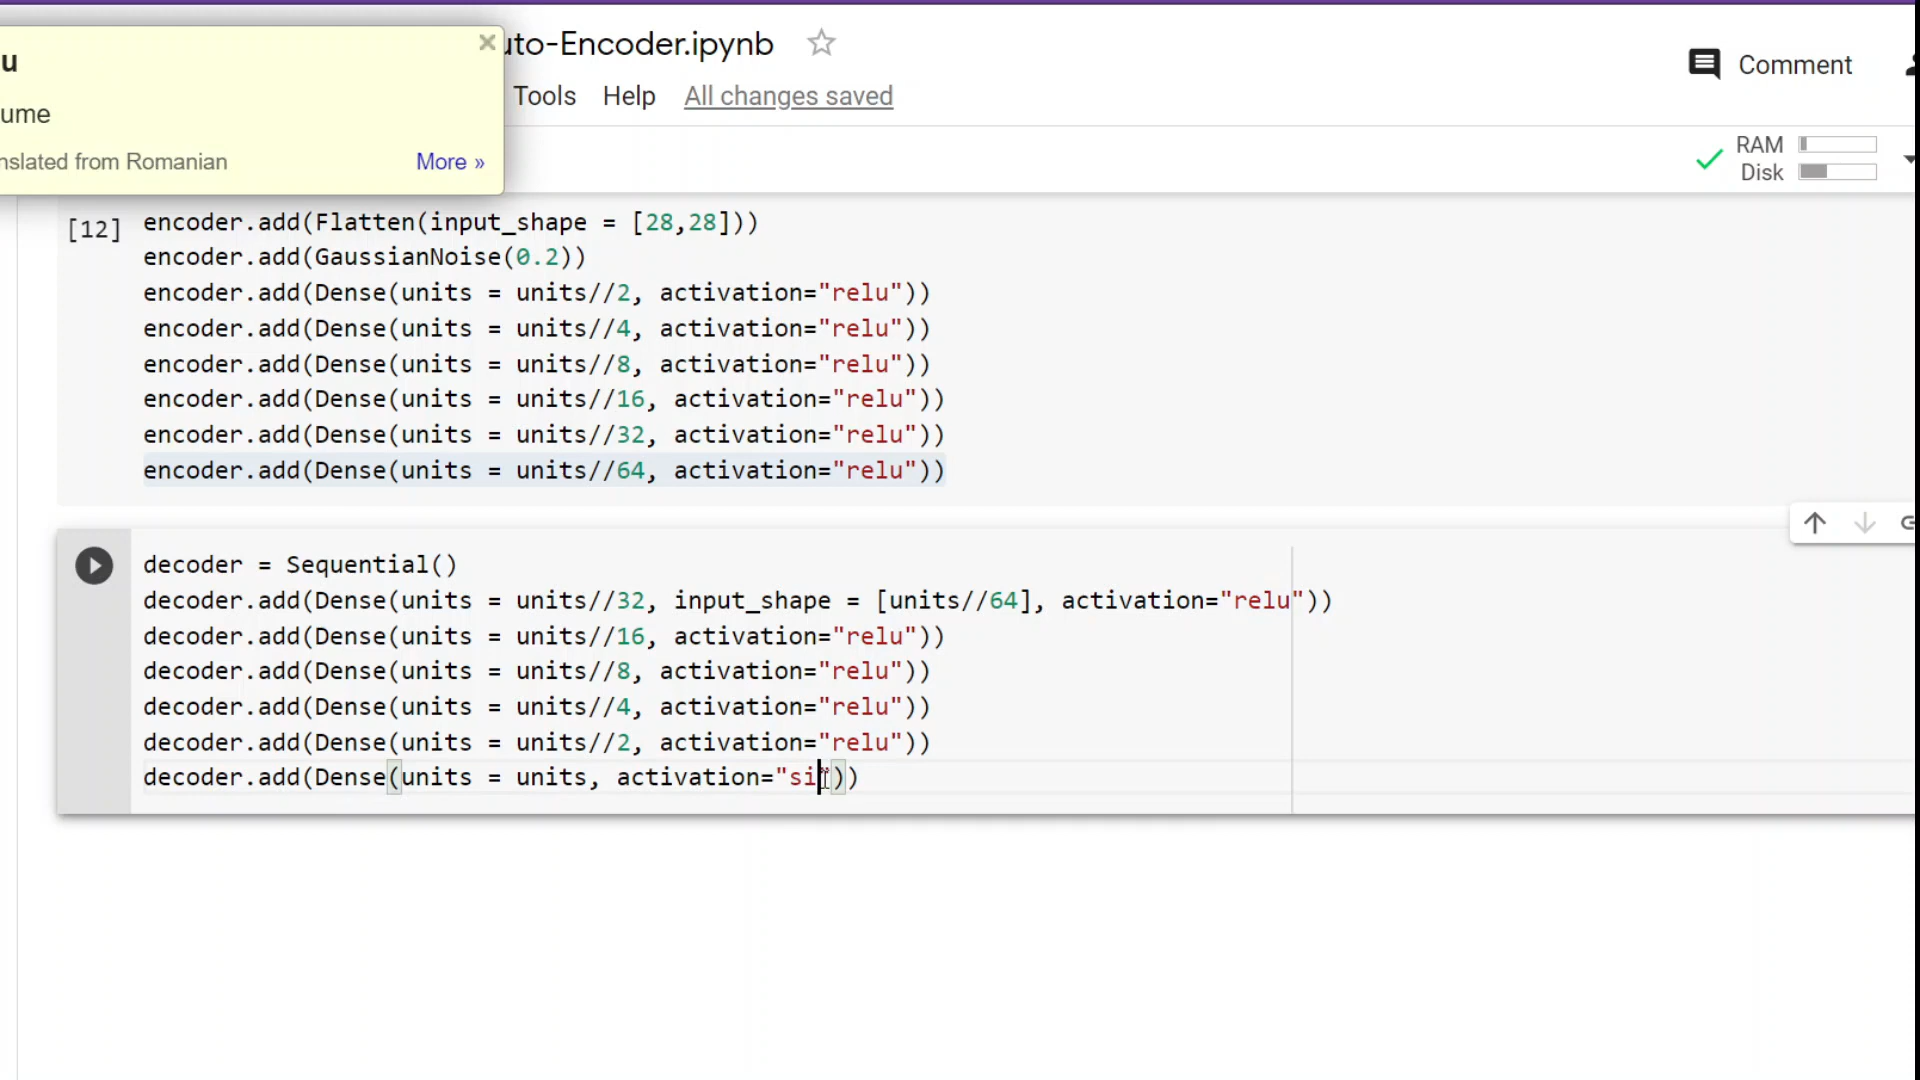 u
uto-Encoder.ipynb
Comment
ume
Tools Help All changes saved
nslated from Romanian More »
RAM
Disk
[12] encoder.add(Flatten(input_shape = [28,28]))
encoder.add(GaussianNoise(0.2))
encoder.add(Dense(units = units//2, activation="relu"))
encoder.add(Dense(units = units//4, activation="relu"))
encoder.add(Dense(units = units//8, activation="relu"))
encoder.add(Dense(units = units//16, activation="relu"))
encoder.add(Dense(units = units//32, activation="relu"))
encoder.add(Dense(units = units//64, activation="relu"))
decoder = Sequential()
decoder.add(Dense(units = units//32, input_shape = [units//64], activation="relu"))
decoder.add(Dense(units = units//16, activation="relu"))
decoder.add(Dense(units = units//8, activation="relu"))
decoder.add(Dense(units = units//4, activation="relu"))
decoder.add(Dense(units = units//2, activation="relu"))
decoder.add(Dense(units = units, activation="si"))